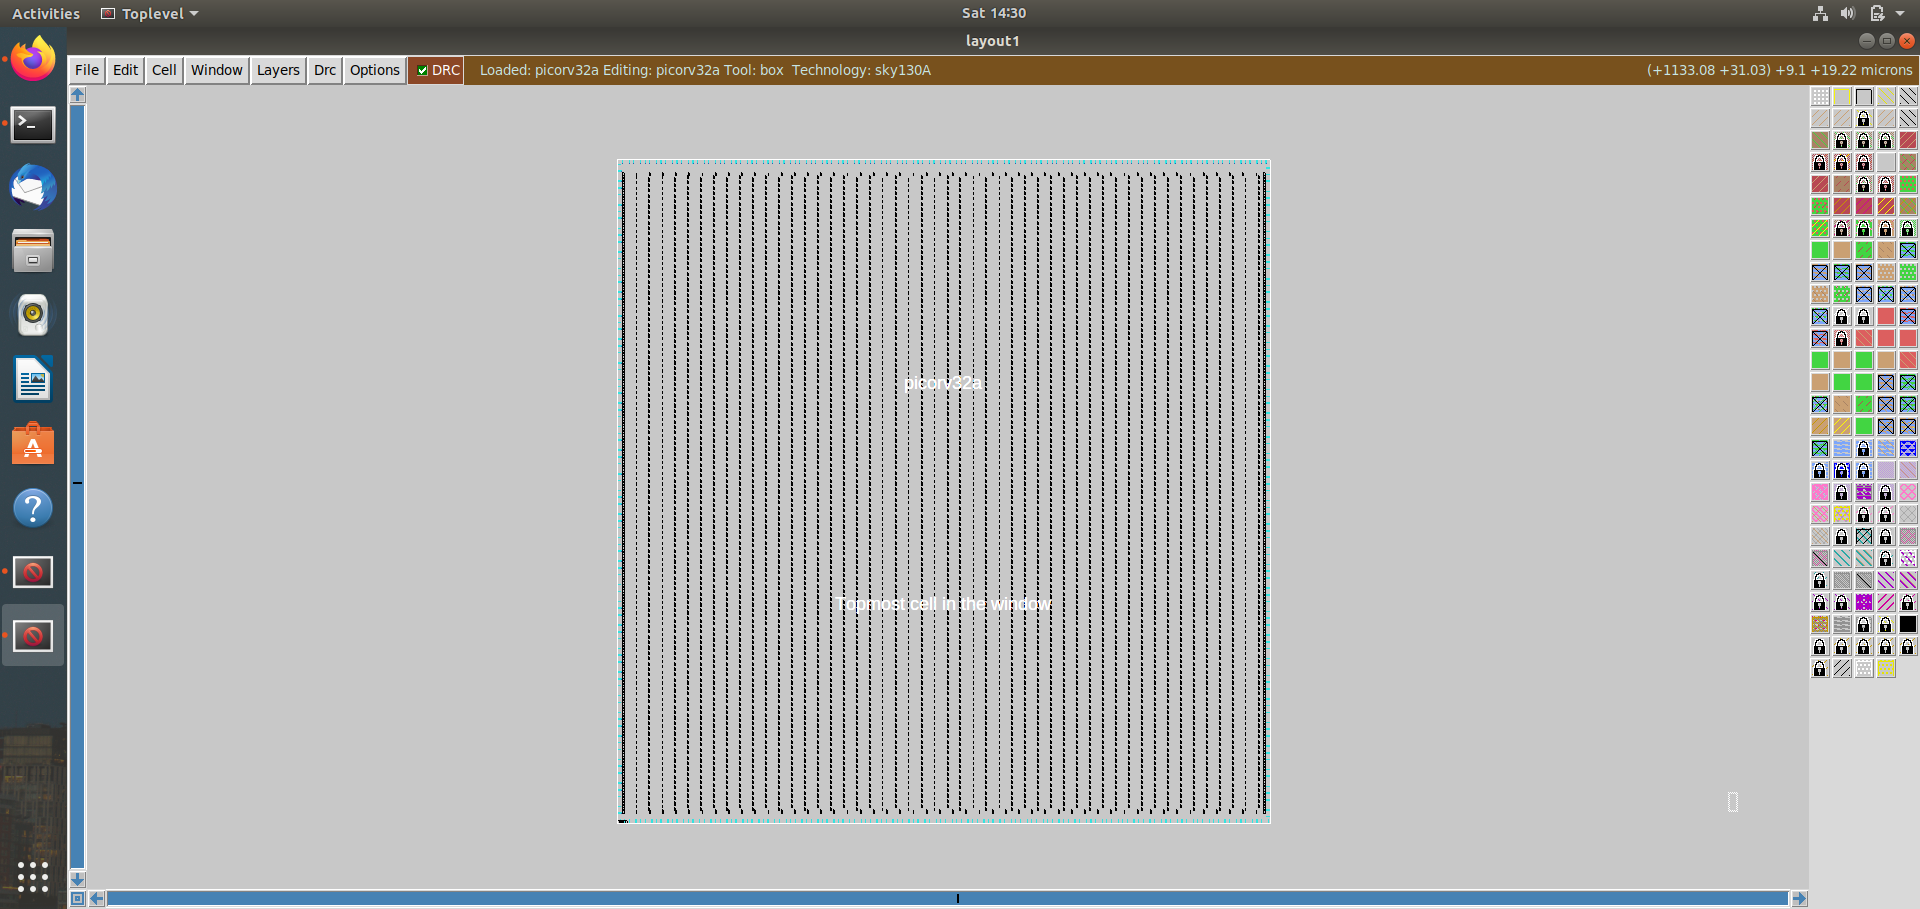 Activities Toplevel Sat 14:30
layout1
File Edit Cell Window Layers Drc Options DRC Loaded: picorv32a Editing: picorv32a Tool: box Technology: sky130A (+1133.08 +31.03) +9.1 +19.22 microns
picorv32a
Topmost cell in the window